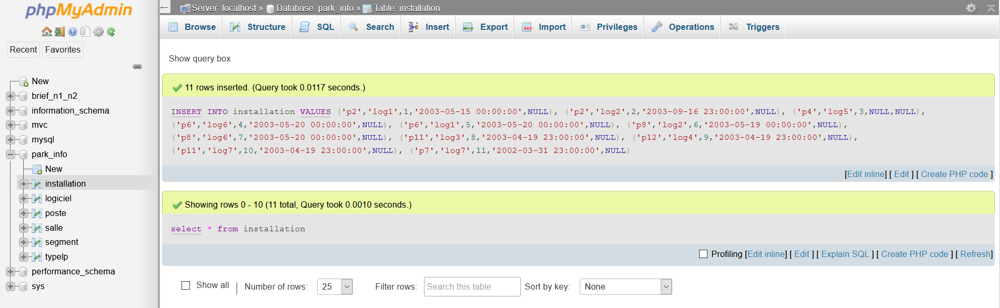 phpMyAdmin
Recent Favorites
New
brief_n1_n2
information_schema
mvc
mysql
park_info
New
installation
logiciel
poste
salle
segment
typelp
performance_schema
sys
Server: localhost » Database: park_info » Table: installation
Browse Structure SQL Search Insert Export Import Privileges Operations Triggers
Show query box
11 rows inserted. (Query took 0.0117 seconds.)
INSERT INTO installation VALUES ('p2','log1',1,'2003-05-15 00:00:00',NULL), ('p2','log2',2,'2003-09-16 23:00:00',NULL), ('p4','log5',3,NULL,NULL),
('p6','log6',4,'2003-05-20 00:00:00',NULL), ('p6','log1',5,'2003-05-20 00:00:00',NULL), ('p8','log2',6,'2003-05-19 00:00:00',NULL),
('p8','log6',7,'2003-05-20 00:00:00',NULL), ('p11','log3',8,'2003-04-19 23:00:00',NULL), ('p12','log4',9,'2003-04-19 23:00:00',NULL),
('p11','log7',10,'2003-04-19 23:00:00',NULL), ('p7','log7',11,'2002-03-31 23:00:00',NULL)
[Edit inline] [ Edit ] [ Create PHP code ]
Showing rows 0 - 10 (11 total, Query took 0.0010 seconds.)
select * from installation
Profiling [Edit inline] [ Edit ] [ Explain SQL ] [ Create PHP code ] [ Refresh]
Show all | Number of rows: 25 Filter rows: Search this table Sort by key: None